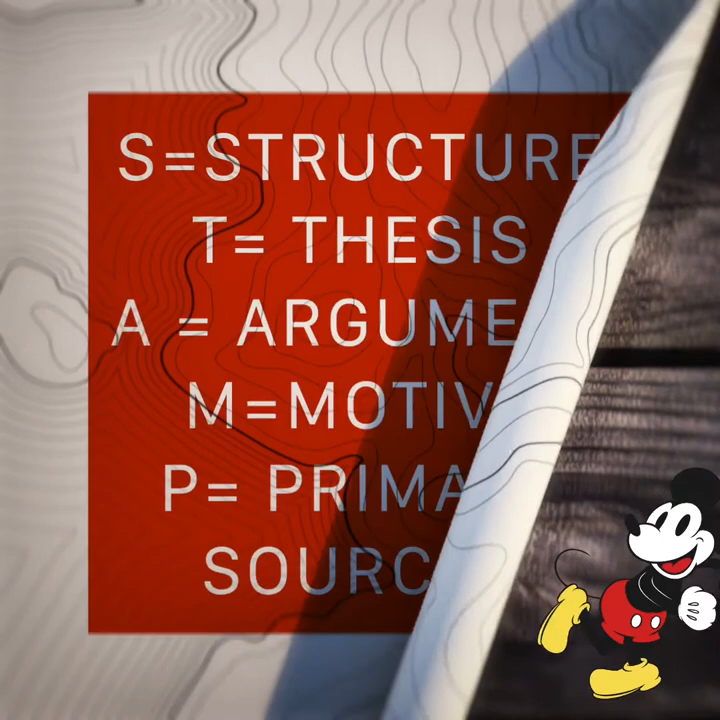 S=STRUCTURE
T= THESIS
A = ARGUME
M=MOTIV
P= PRIMA
SOURC